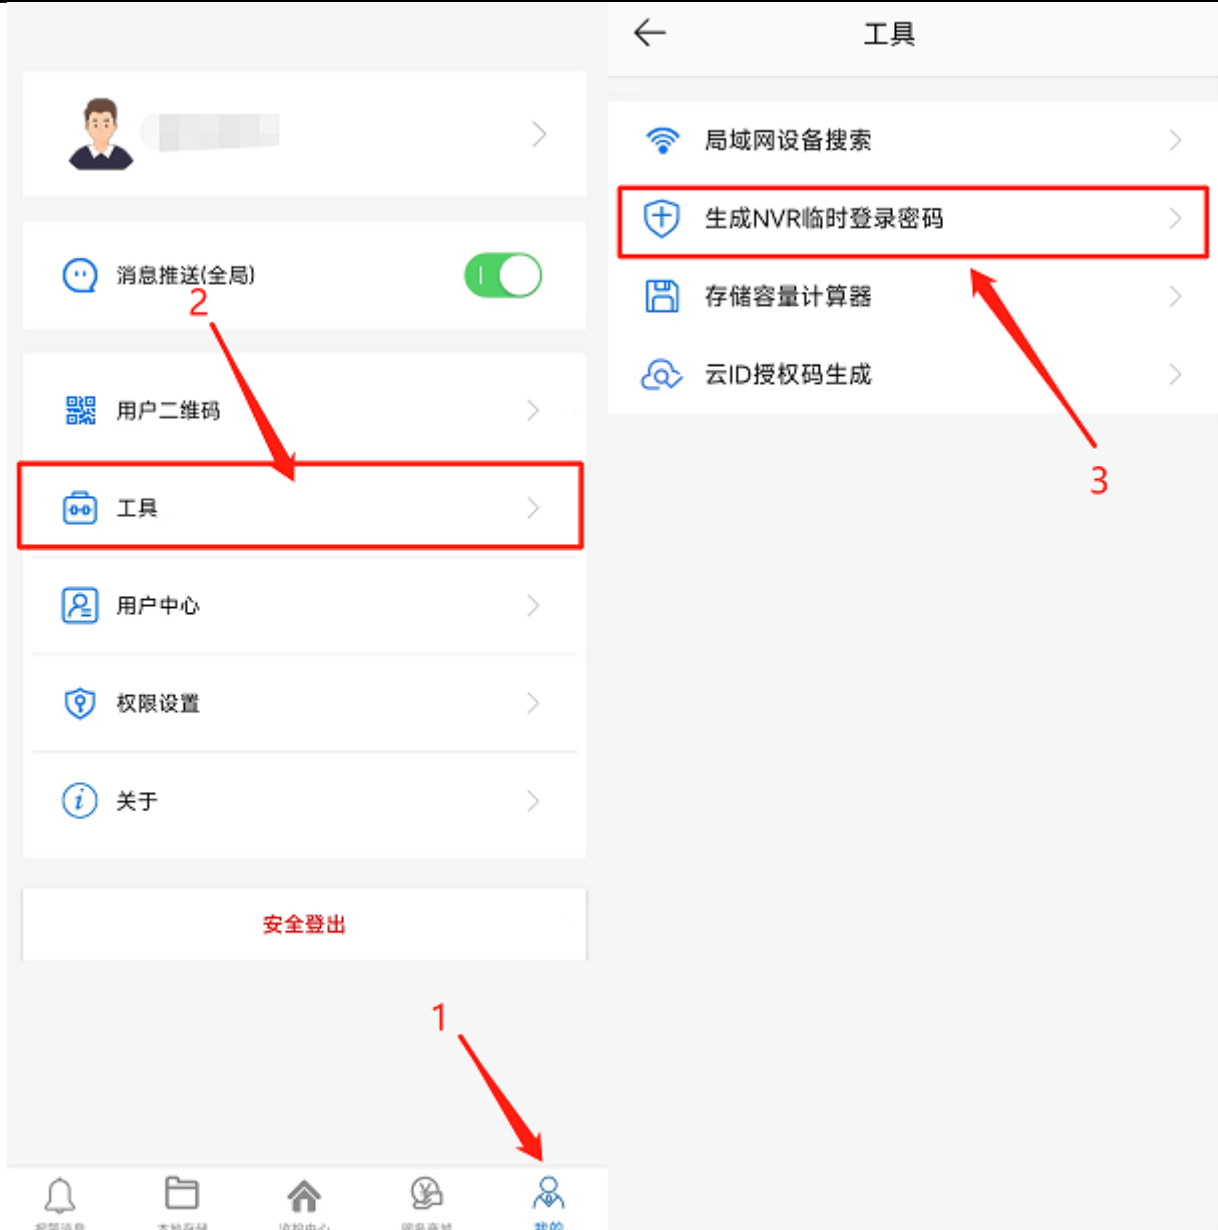 消息推送(全局)
2
用户二维码
工具
用户中心
权限设置
关于
安全登出
1
我的
工具
局域网设备搜索
生成NVR临时登录密码
存储容量计算器
云ID授权码生成
3